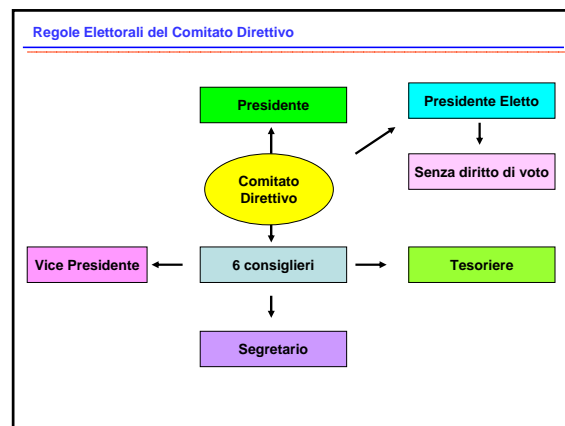 Regole Elettorali del Comitato Direttivo
Presidente
Presidente Eletto
Senza diritto di voto
Comitato
Direttivo
Vice Presidente
6 consiglieri
Tesoriere
Segretario